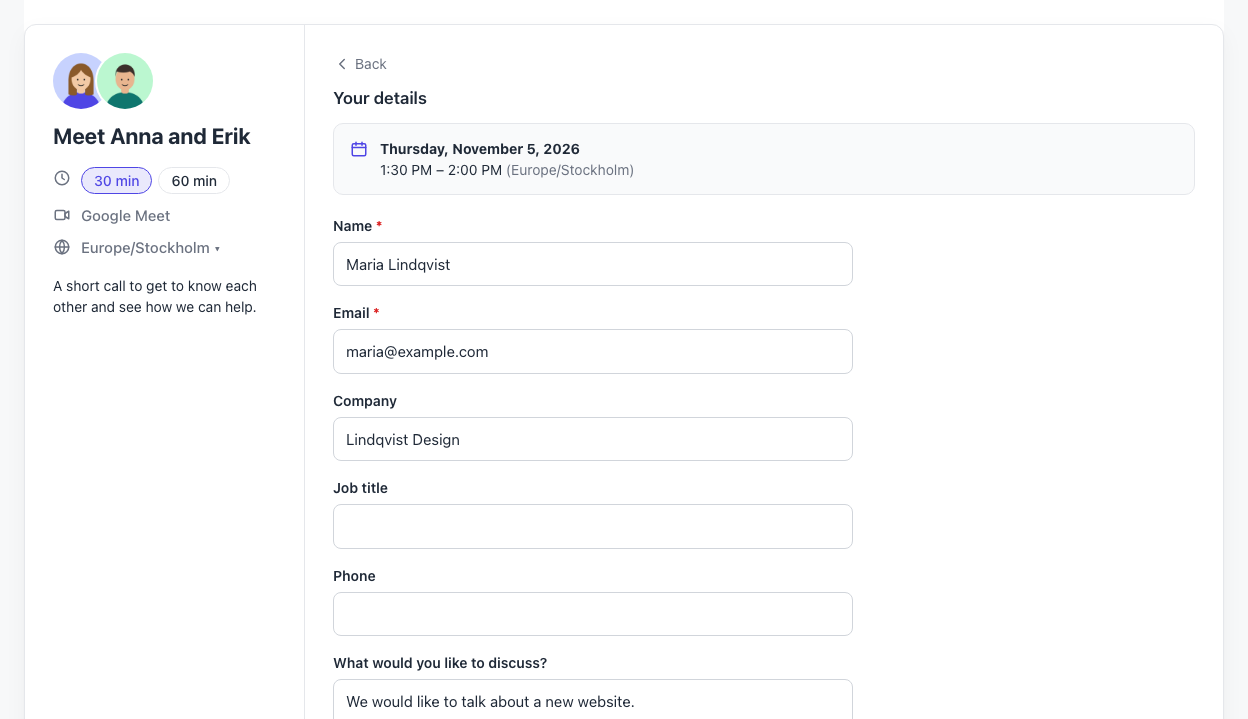 Meet Anna and Erik
30 min 60 min
Google Meet
Europe/Stockholm ▾
A short call to get to know each
other and see how we can help.
Back
Your details
Thursday, November 5, 2026
1:30 PM – 2:00 PM (Europe/Stockholm)
Name *
Maria Lindqvist
Email *
maria@example.com
Company
Lindqvist Design
Job title
Phone
What would you like to discuss?
We would like to talk about a new website.